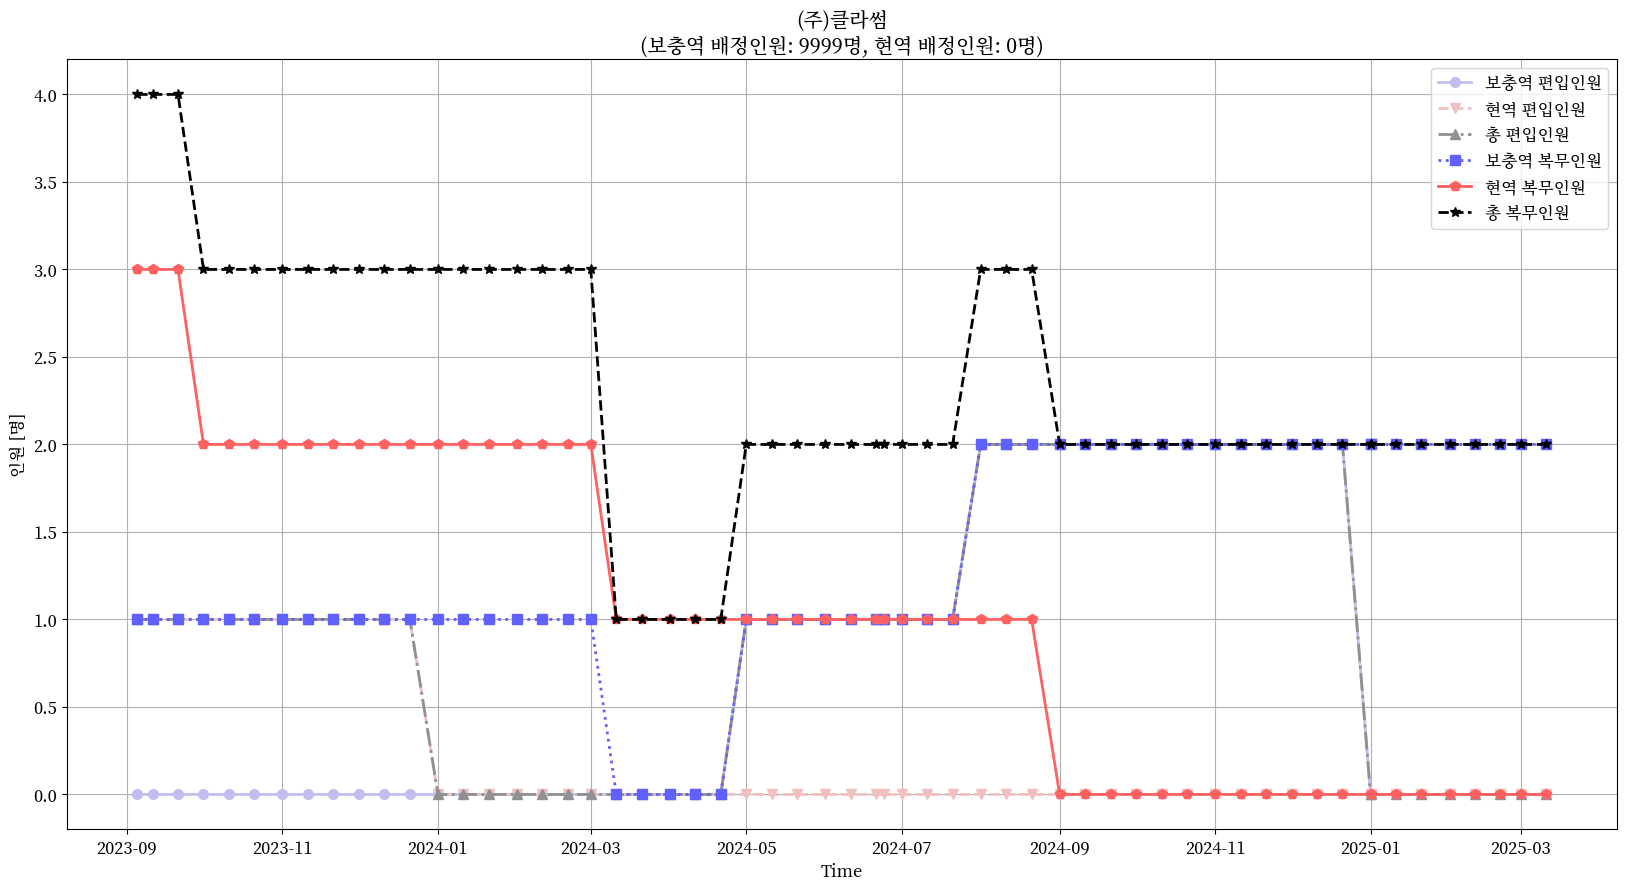 (주)클라썸
(보충역 배정인원: 9999명, 현역 배정인원: 0명)
보충역 편입인원
현역 편입인원
총 편입인원
보충역 복무인원
현역 복무인원
총 복무인원
인원 [명]
4.0
3.5
3.0
2.5
2.0
1.5
1.0
0.5
0.0
2023-09 2023-11 2024-01 2024-03 2024-05 2024-07 2024-09 2024-11 2025-01 2025-03
Time